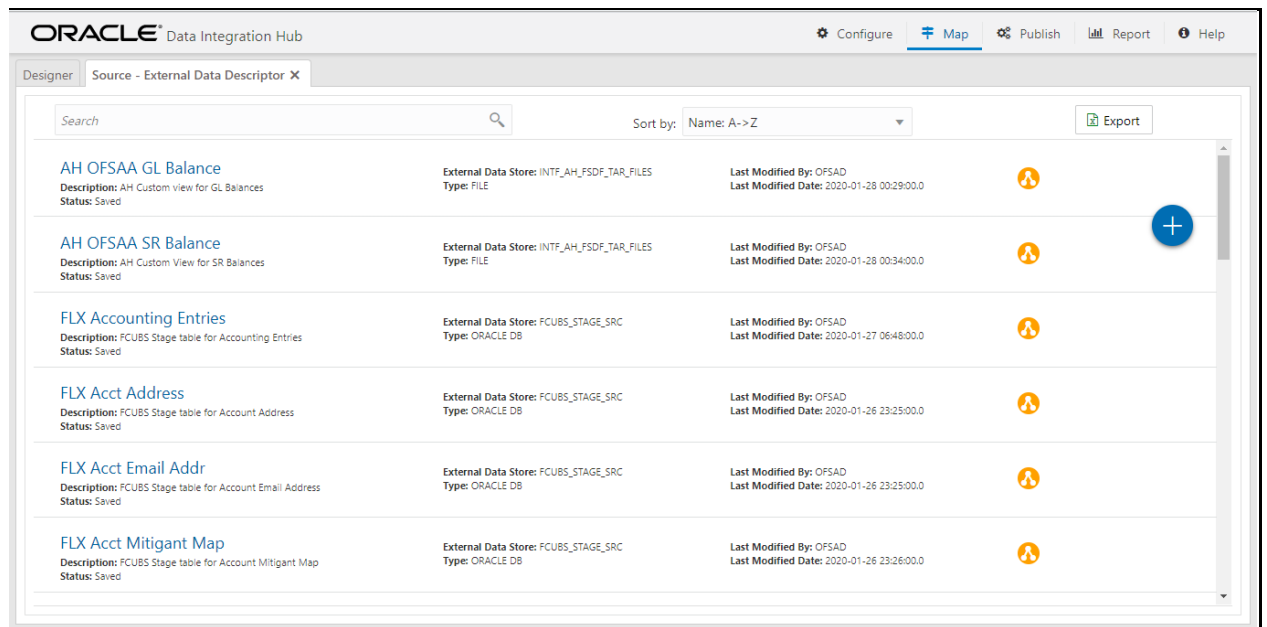 ORACLE® Data Integration Hub
Configure Map Publish Report Help
Designer Source - External Data Descriptor X
Search Sort by: Name: A->Z Export
AH OFSAA GL Balance
Description: AH Custom view for GL Balances
Status: Saved
External Data Store: INTF_AH_FSDF_TAR_FILES
Type: FILE
Last Modified By: OFSAD
Last Modified Date: 2020-01-28 00:29:00.0
AH OFSAA SR Balance
Description: AH Custom View for SR Balances
Status: Saved
External Data Store: INTF_AH_FSDF_TAR_FILES
Type: FILE
Last Modified By: OFSAD
Last Modified Date: 2020-01-28 00:34:00.0
FLX Accounting Entries
Description: FCUBS Stage table for Accounting Entries
Status: Saved
External Data Store: FCUBS_STAGE_SRC
Type: ORACLE DB
Last Modified By: OFSAD
Last Modified Date: 2020-01-27 06:48:00.0
FLX Acct Address
Description: FCUBS Stage table for Account Address
Status: Saved
External Data Store: FCUBS_STAGE_SRC
Type: ORACLE DB
Last Modified By: OFSAD
Last Modified Date: 2020-01-26 23:25:00.0
FLX Acct Email Addr
Description: FCUBS Stage table for Account Email Address
Status: Saved
External Data Store: FCUBS_STAGE_SRC
Type: ORACLE DB
Last Modified By: OFSAD
Last Modified Date: 2020-01-26 23:25:00.0
FLX Acct Mitigant Map
Description: FCUBS Stage table for Account Mitigant Map
Status: Saved
External Data Store: FCUBS_STAGE_SRC
Type: ORACLE DB
Last Modified By: OFSAD
Last Modified Date: 2020-01-26 23:26:00.0